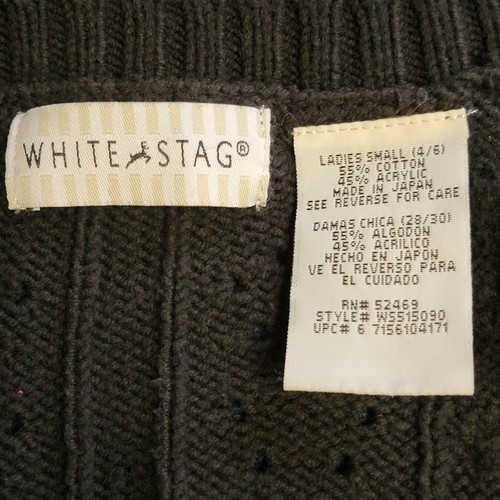 WHITE STAG®
LADIES SMALL (4/6)
55% COTTON
45% ACRYLIC
MADE IN JAPAN
SEE REVERSE FOR CARE
DAMAS CHICA (28/30)
55% ALGODON
45% ACRILICO
HECHO EN JAPON
VE EL REVERSO PARA
EL CUIDADO
RN# 52469
STYLE# WS515090
UPC# 6 7156104171